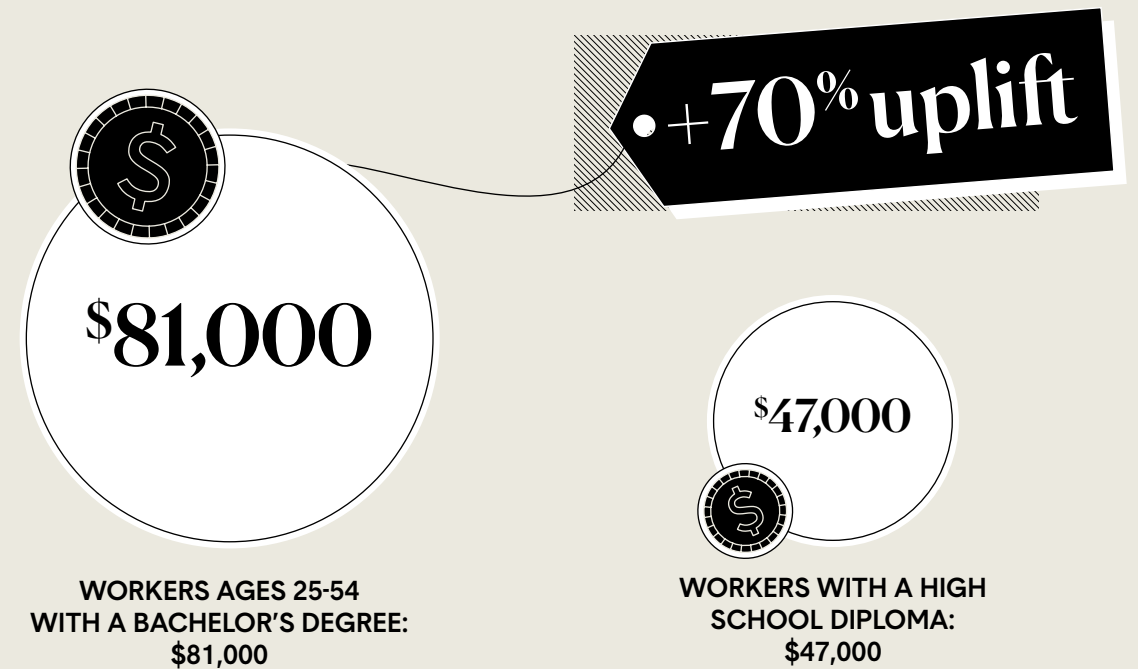 +70% uplift
$81,000
$47,000
WORKERS AGES 25-54
WITH A BACHELOR’S DEGREE:
$81,000
WORKERS WITH A HIGH
SCHOOL DIPLOMA:
$47,000